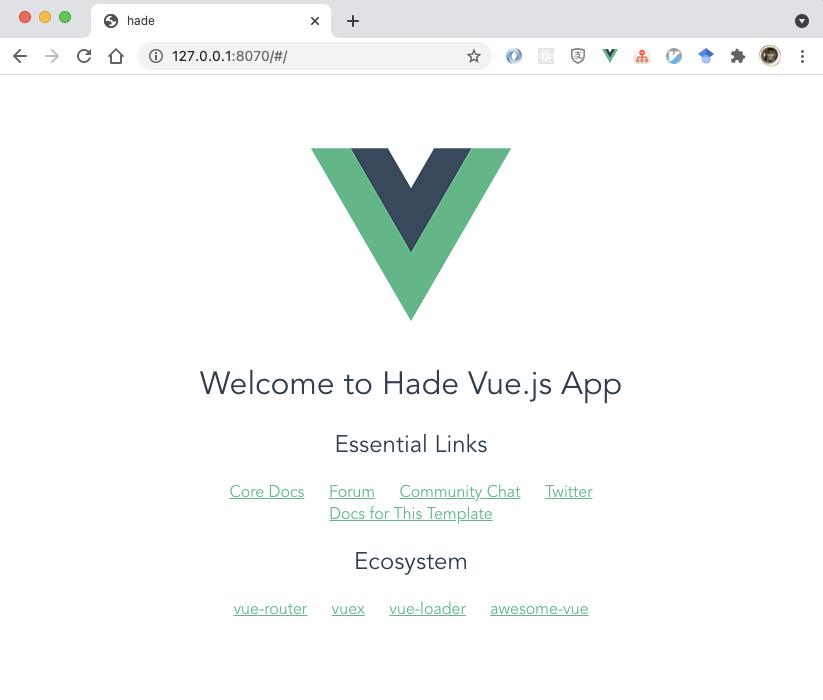 hade
127.0.0.1:8070/#/
Welcome to Hade Vue.js App
Essential Links
Core Docs Forum Community Chat Twitter
Docs for This Template
Ecosystem
vue-router vuex vue-loader awesome-vue